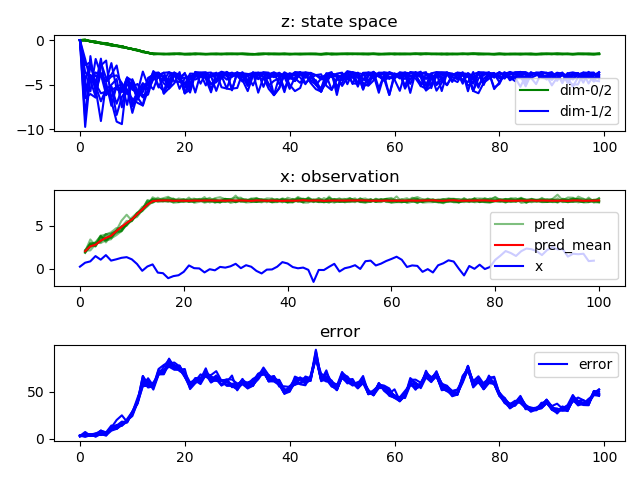 z: state space
0
−5
−10
dim-0/2
dim-1/2
0 20 40 60 80 100
x: observation
5
0
pred
pred_mean
x
0 20 40 60 80 100
error
50
0
error
0 20 40 60 80 100